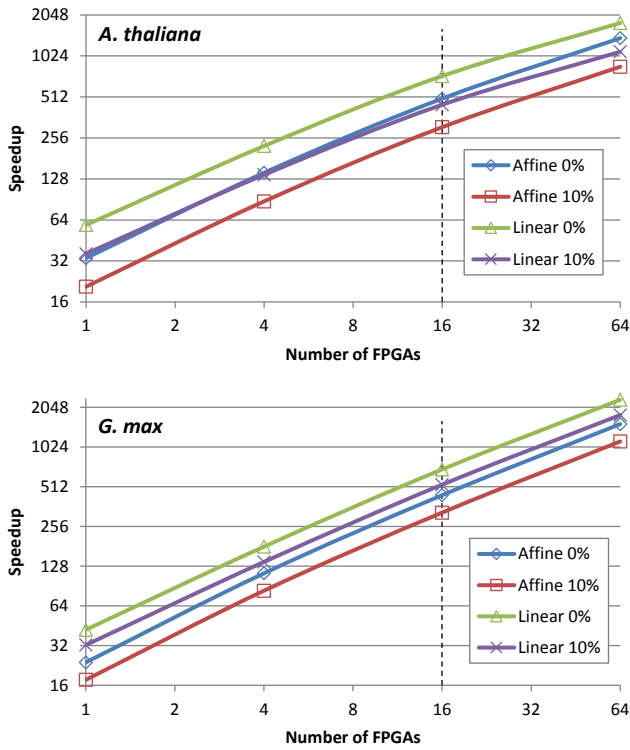 A. thaliana
Speedup
2048
1024
512
256
128
64
32
16
Affine 0%
Affine 10%
Linear 0%
Linear 10%
1 2 4 8 16 32 64
Number of FPGAs
G. max
Speedup
2048
1024
512
256
128
64
32
16
Affine 0%
Affine 10%
Linear 0%
Linear 10%
1 2 4 8 16 32 64
Number of FPGAs